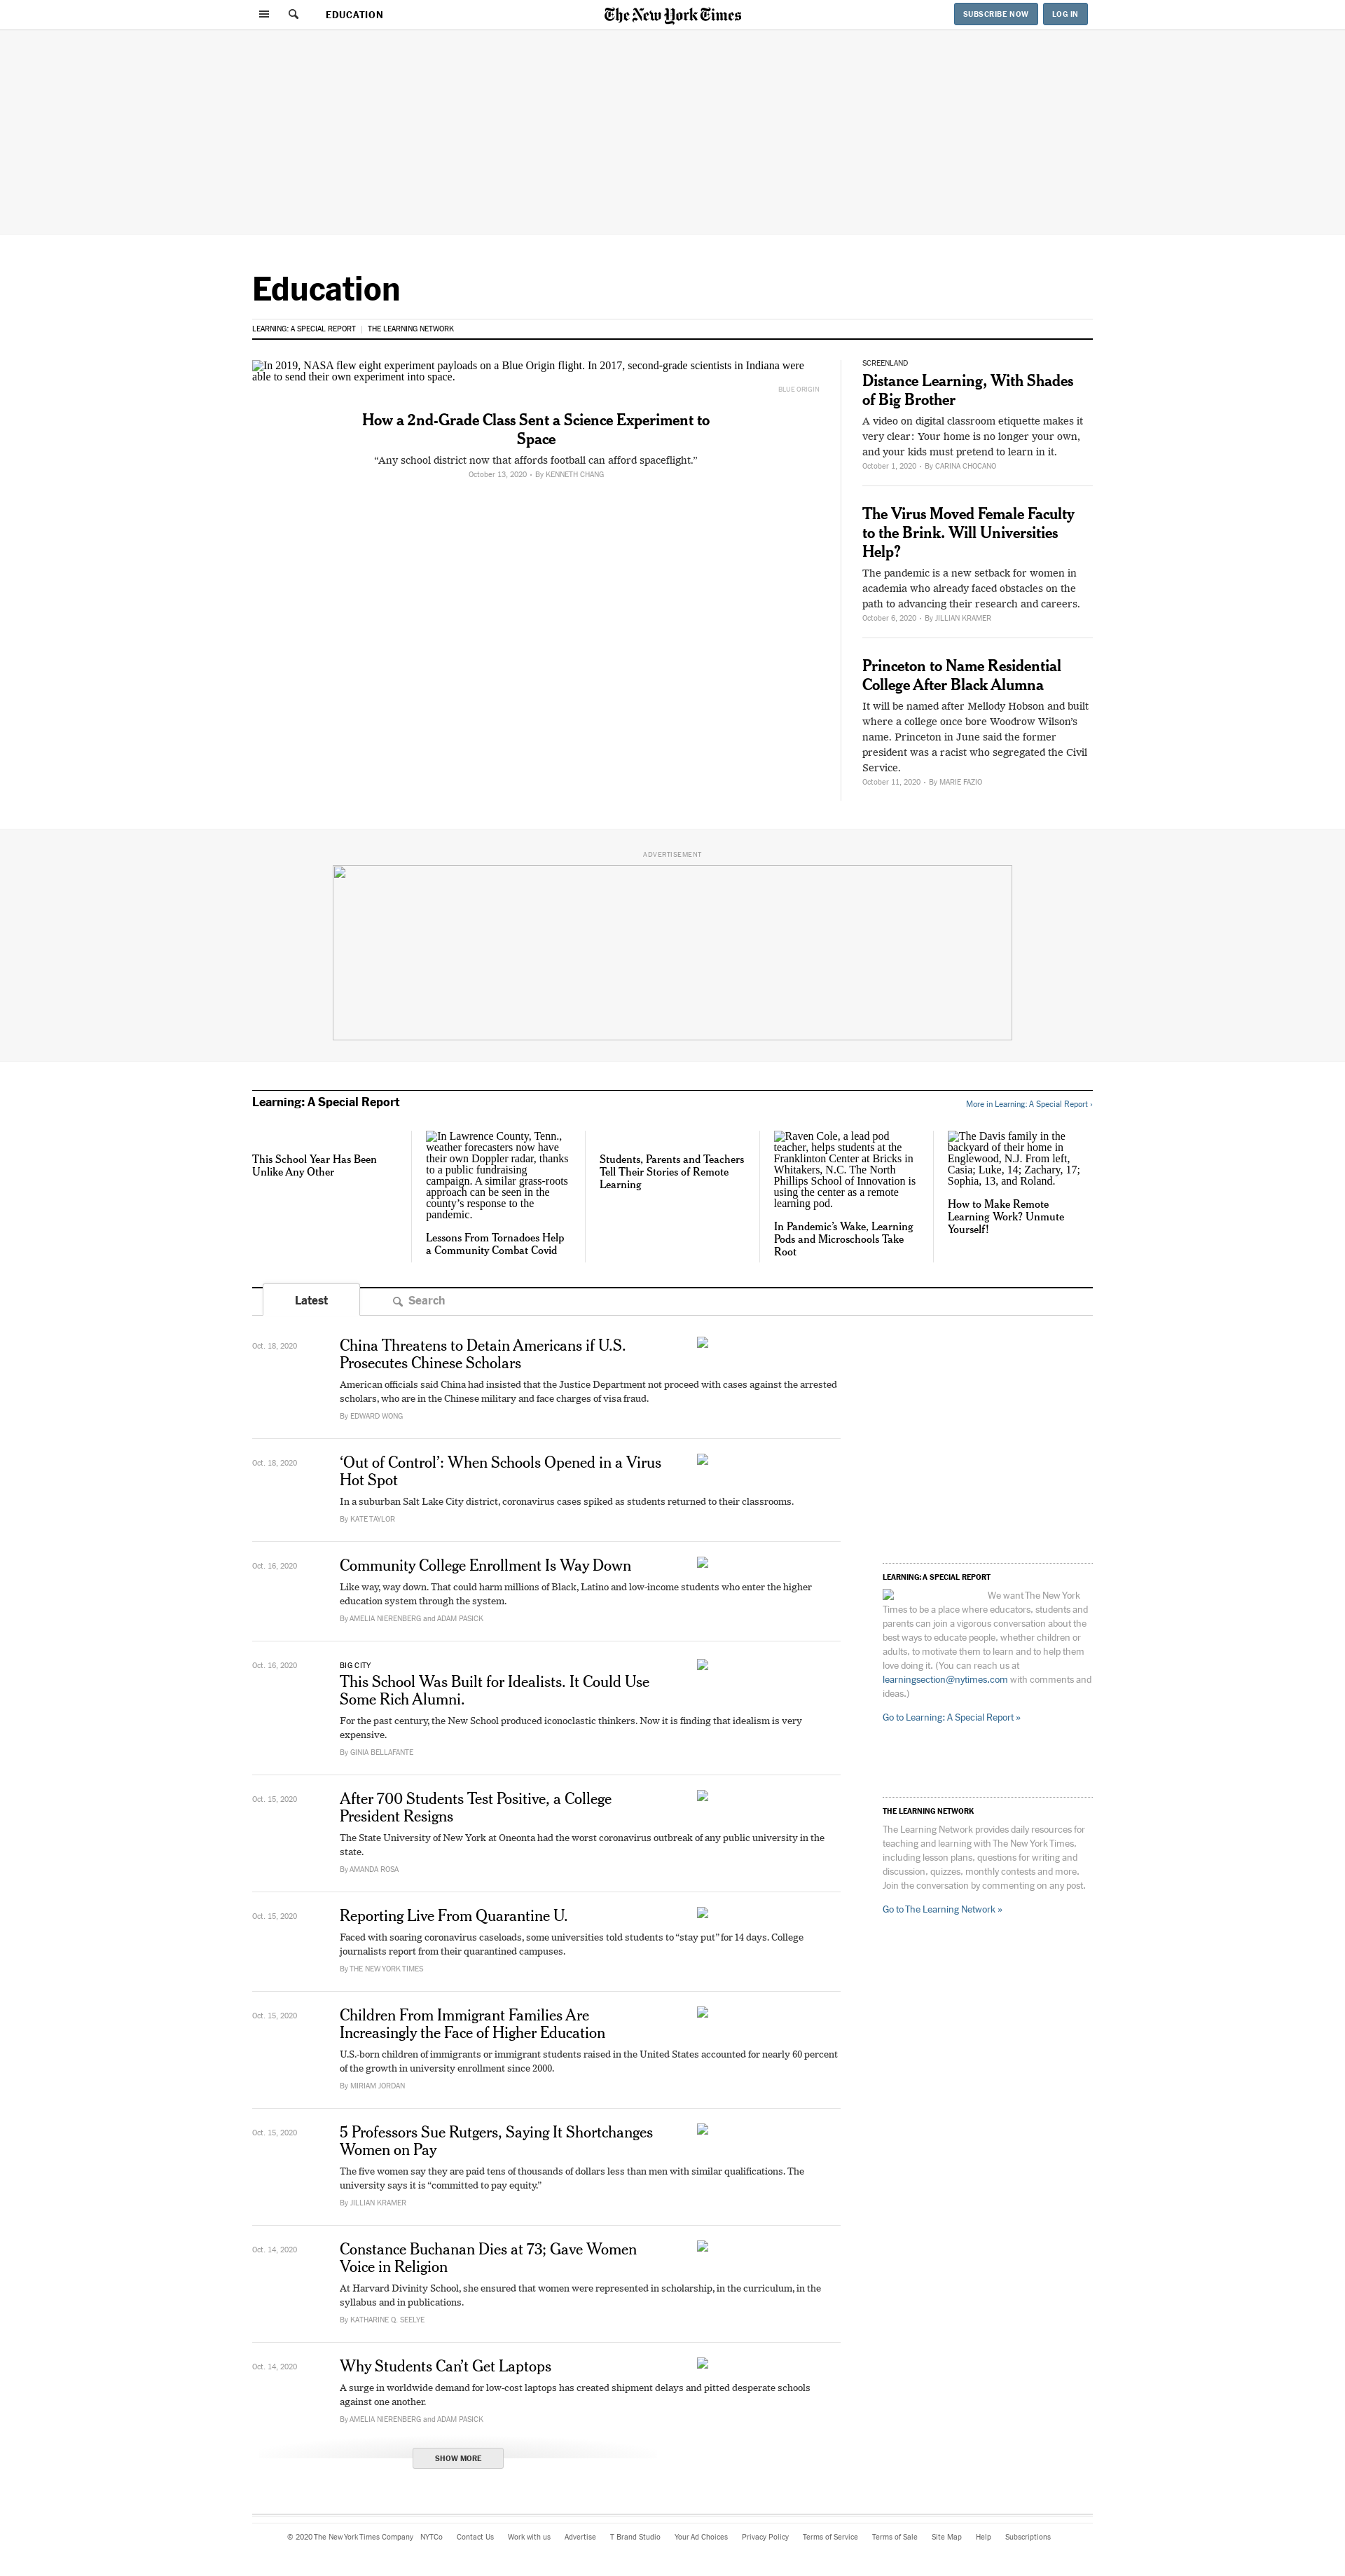 EDUCATION
The New York Times
SUBSCRIBE NOW
LOG IN
Education
LEARNING: A SPECIAL REPORT
THE LEARNING NETWORK
In 2019, NASA flew eight experiment payloads on a Blue Origin flight. In 2017, second-grade scientists in Indiana were
able to send their own experiment into space.
BLUE ORIGIN
How a 2nd-Grade Class Sent a Science Experiment to
Space
“Any school district now that affords football can afford spaceflight.”
October 13, 2020 - By KENNETH CHANG
SCREENLAND
Distance Learning, With Shades
of Big Brother
A video on digital classroom etiquette makes it
very clear: Your home is no longer your own,
and your kids must pretend to learn in it.
October 1, 2020 - By CARINA CHOCANO
The Virus Moved Female Faculty
to the Brink. Will Universities
Help?
The pandemic is a new setback for women in
academia who already faced obstacles on the
path to advancing their research and careers.
October 6, 2020 - By JILLIAN KRAMER
Princeton to Name Residential
College After Black Alumna
It will be named after Mellody Hobson and built
where a college once bore Woodrow Wilson’s
name. Princeton in June said the former
president was a racist who segregated the Civil
Service.
October 11, 2020 - By MARIE FAZIO
ADVERTISEMENT
Learning: A Special Report
More in Learning: A Special Report ›
This School Year Has Been
Unlike Any Other
In Lawrence County, Tenn.,
weather forecasters now have
their own Doppler radar, thanks
to a public fundraising
campaign. A similar grass-roots
approach can be seen in the
county’s response to the
pandemic.
Lessons From Tornadoes Help
a Community Combat Covid
Students, Parents and Teachers
Tell Their Stories of Remote
Learning
Raven Cole, a lead pod
teacher, helps students at the
Franklinton Center at Bricks in
Whitakers, N.C. The North
Phillips School of Innovation is
using the center as a remote
learning pod.
In Pandemic’s Wake, Learning
Pods and Microschools Take
Root
The Davis family in the
backyard of their home in
Englewood, N.J. From left,
Casia; Luke, 14; Zachary, 17;
Sophia, 13, and Roland.
How to Make Remote
Learning Work? Unmute
Yourself!
Latest
Search
Oct. 18, 2020
China Threatens to Detain Americans if U.S.
Prosecutes Chinese Scholars
American officials said China had insisted that the Justice Department not proceed with cases against the arrested
scholars, who are in the Chinese military and face charges of visa fraud.
By EDWARD WONG
Oct. 18, 2020
‘Out of Control’: When Schools Opened in a Virus
Hot Spot
In a suburban Salt Lake City district, coronavirus cases spiked as students returned to their classrooms.
By KATE TAYLOR
Oct. 16, 2020
Community College Enrollment Is Way Down
Like way, way down. That could harm millions of Black, Latino and low-income students who enter the higher
education system through the system.
By AMELIA NIERENBERG and ADAM PASICK
Oct. 16, 2020
BIG CITY
This School Was Built for Idealists. It Could Use
Some Rich Alumni.
For the past century, the New School produced iconoclastic thinkers. Now it is finding that idealism is very
expensive.
By GINIA BELLAFANTE
Oct. 15, 2020
After 700 Students Test Positive, a College
President Resigns
The State University of New York at Oneonta had the worst coronavirus outbreak of any public university in the
state.
By AMANDA ROSA
Oct. 15, 2020
Reporting Live From Quarantine U.
Faced with soaring coronavirus caseloads, some universities told students to “stay put” for 14 days. College
journalists report from their quarantined campuses.
By THE NEW YORK TIMES
Oct. 15, 2020
Children From Immigrant Families Are
Increasingly the Face of Higher Education
U.S.-born children of immigrants or immigrant students raised in the United States accounted for nearly 60 percent
of the growth in university enrollment since 2000.
By MIRIAM JORDAN
Oct. 15, 2020
5 Professors Sue Rutgers, Saying It Shortchanges
Women on Pay
The five women say they are paid tens of thousands of dollars less than men with similar qualifications. The
university says it is “committed to pay equity.”
By JILLIAN KRAMER
Oct. 14, 2020
Constance Buchanan Dies at 73; Gave Women
Voice in Religion
At Harvard Divinity School, she ensured that women were represented in scholarship, in the curriculum, in the
syllabus and in publications.
By KATHARINE Q. SEELYE
Oct. 14, 2020
Why Students Can’t Get Laptops
A surge in worldwide demand for low-cost laptops has created shipment delays and pitted desperate schools
against one another.
By AMELIA NIERENBERG and ADAM PASICK
SHOW MORE
LEARNING: A SPECIAL REPORT
We want The New York
Times to be a place where educators, students and
parents can join a vigorous conversation about the
best ways to educate people, whether children or
adults, to motivate them to learn and to help them
love doing it. (You can reach us at
learningsection@nytimes.com with comments and
ideas.)
Go to Learning: A Special Report »
THE LEARNING NETWORK
The Learning Network provides daily resources for
teaching and learning with The New York Times,
including lesson plans, questions for writing and
discussion, quizzes, monthly contests and more.
Join the conversation by commenting on any post.
Go to The Learning Network »
© 2020 The New York Times Company NYTCo Contact Us Work with us Advertise T Brand Studio Your Ad Choices Privacy Policy Terms of Service Terms of Sale Site Map Help Subscriptions